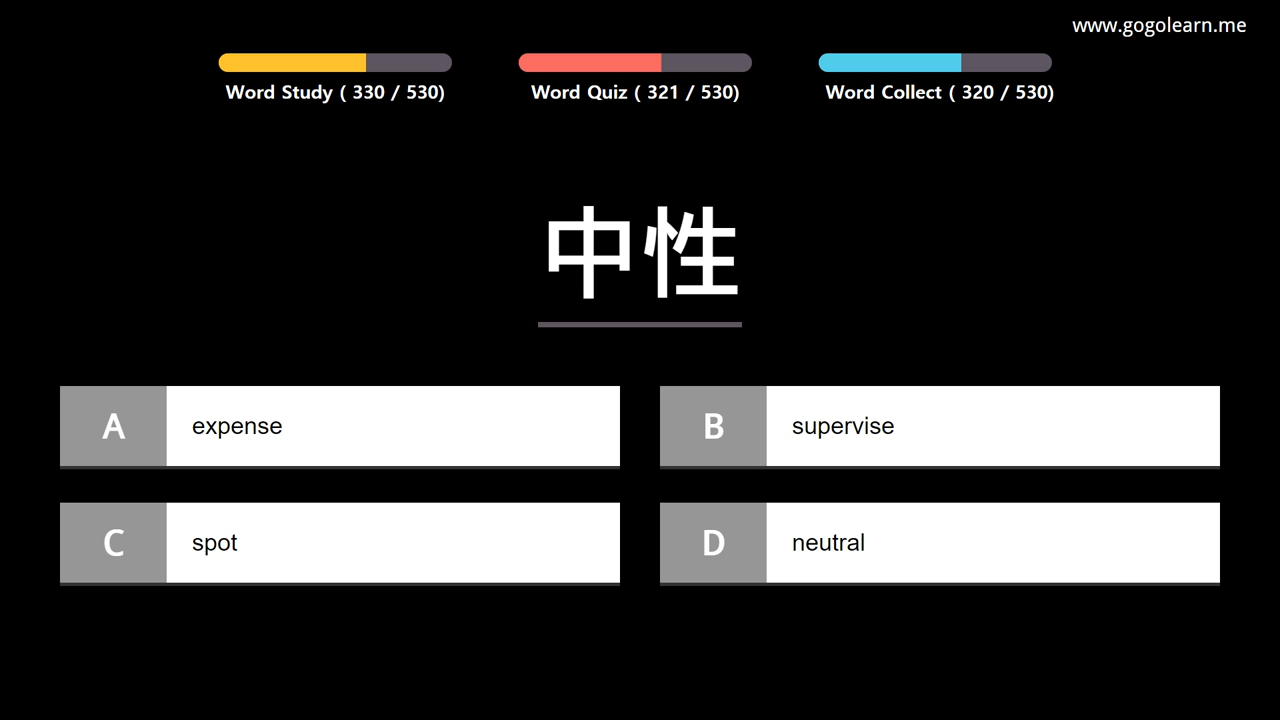 www.gogolearn.me
Word Study ( 330 / 530)
Word Quiz ( 321 / 530)
Word Collect ( 320 / 530)
中性
A expense
B supervise
C spot
D neutral